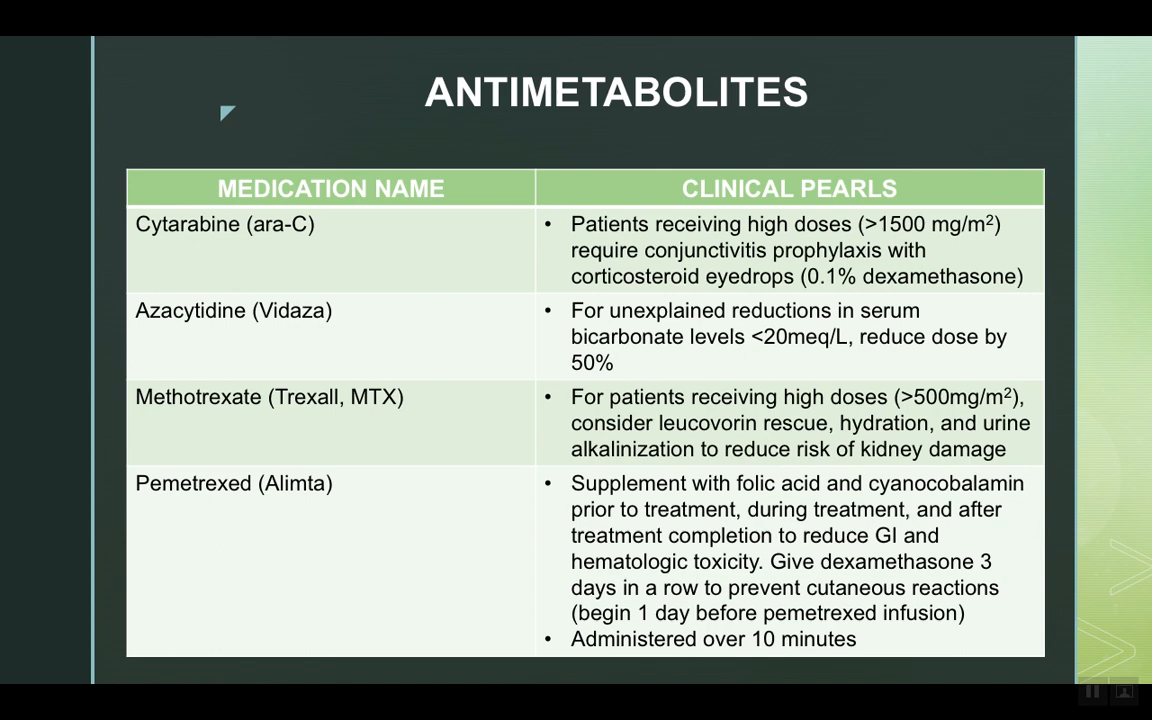 ANTIMETABOLITES
MEDICATION NAME
CLINICAL PEARLS
Cytarabine (ara-C)
• Patients receiving high doses (>1500 mg/m²)
require conjunctivitis prophylaxis with
corticosteroid eyedrops (0.1% dexamethasone)
Azacytidine (Vidaza)
• For unexplained reductions in serum
bicarbonate levels <20meq/L, reduce dose by
50%
Methotrexate (Trexall, MTX)
• For patients receiving high doses (>500mg/m²),
consider leucovorin rescue, hydration, and urine
alkalinization to reduce risk of kidney damage
Pemetrexed (Alimta)
• Supplement with folic acid and cyanocobalamin
prior to treatment, during treatment, and after
treatment completion to reduce GI and
hematologic toxicity. Give dexamethasone 3
days in a row to prevent cutaneous reactions
(begin 1 day before pemetrexed infusion)
• Administered over 10 minutes